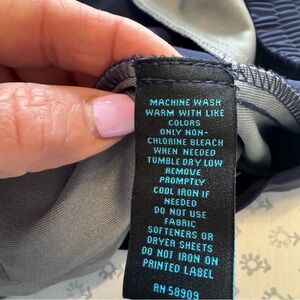 MACHINE WASH
WARM WITH LIKE
COLORS
ONLY NON-
CHLORINE BLEACH
WHEN NEEDED
TUMBLE DRY LOW
REMOVE
PROMPTLY
COOL IRON IF
NEEDED
DO NOT USE
FABRIC
SOFTENERS OR
DRYER SHEETS
DO NOT IRON ON
PRINTED LABEL
RN 58909